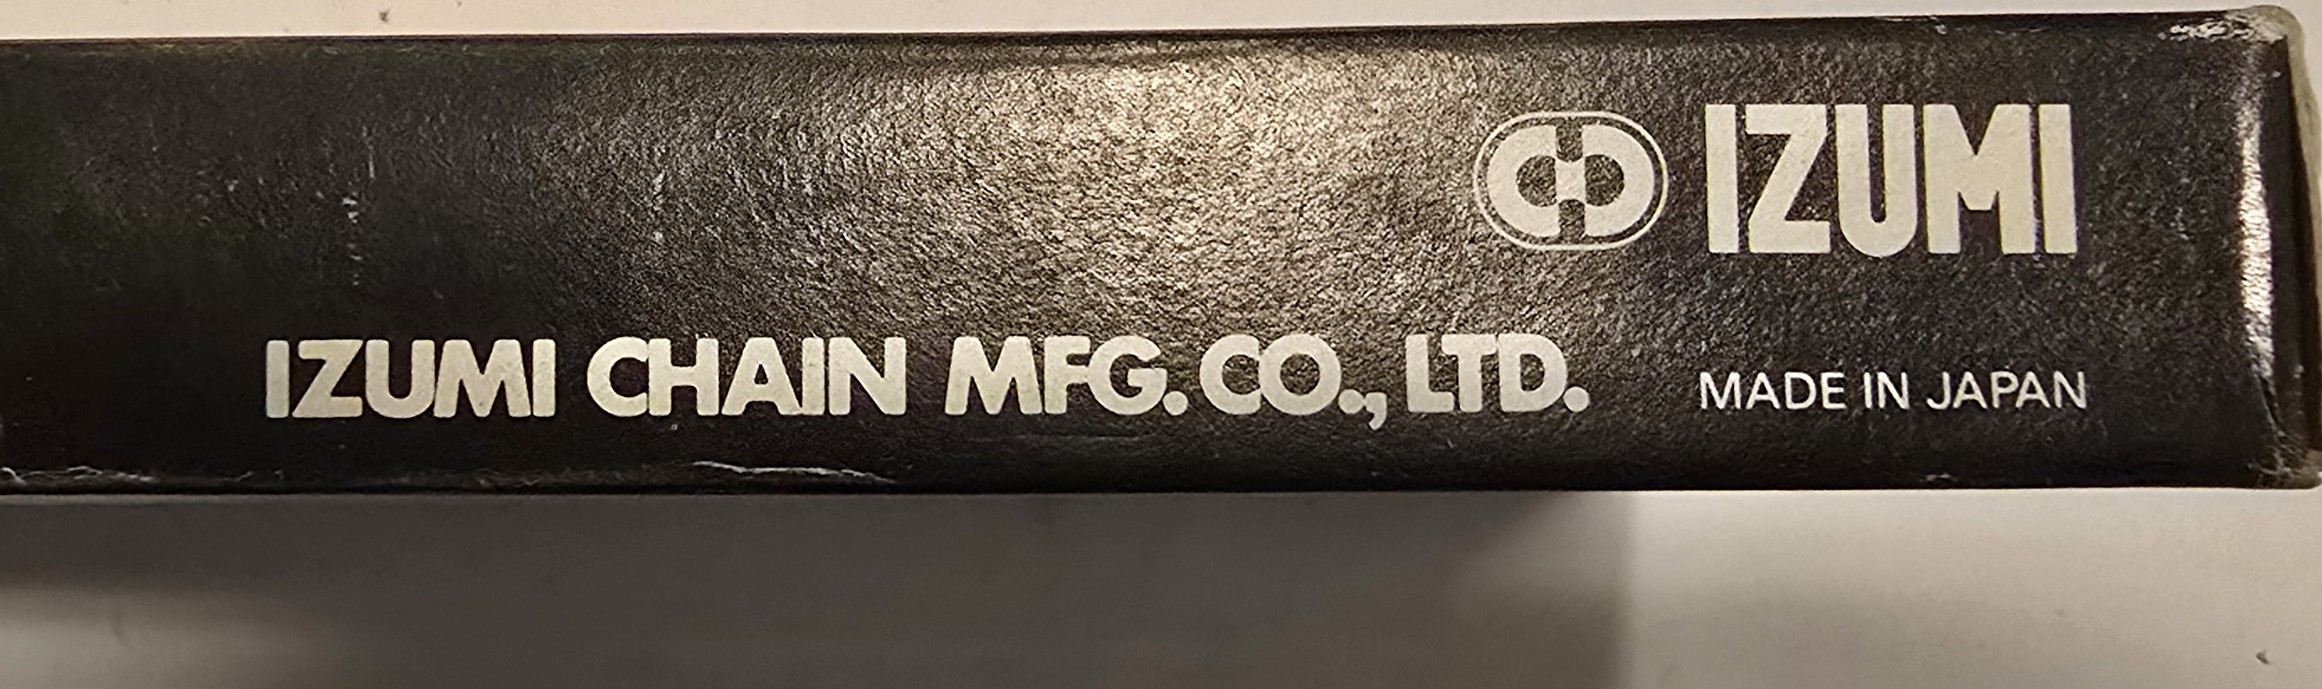 IZUMI
IZUMI CHAIN MFG. CO., LTD.
MADE IN JAPAN